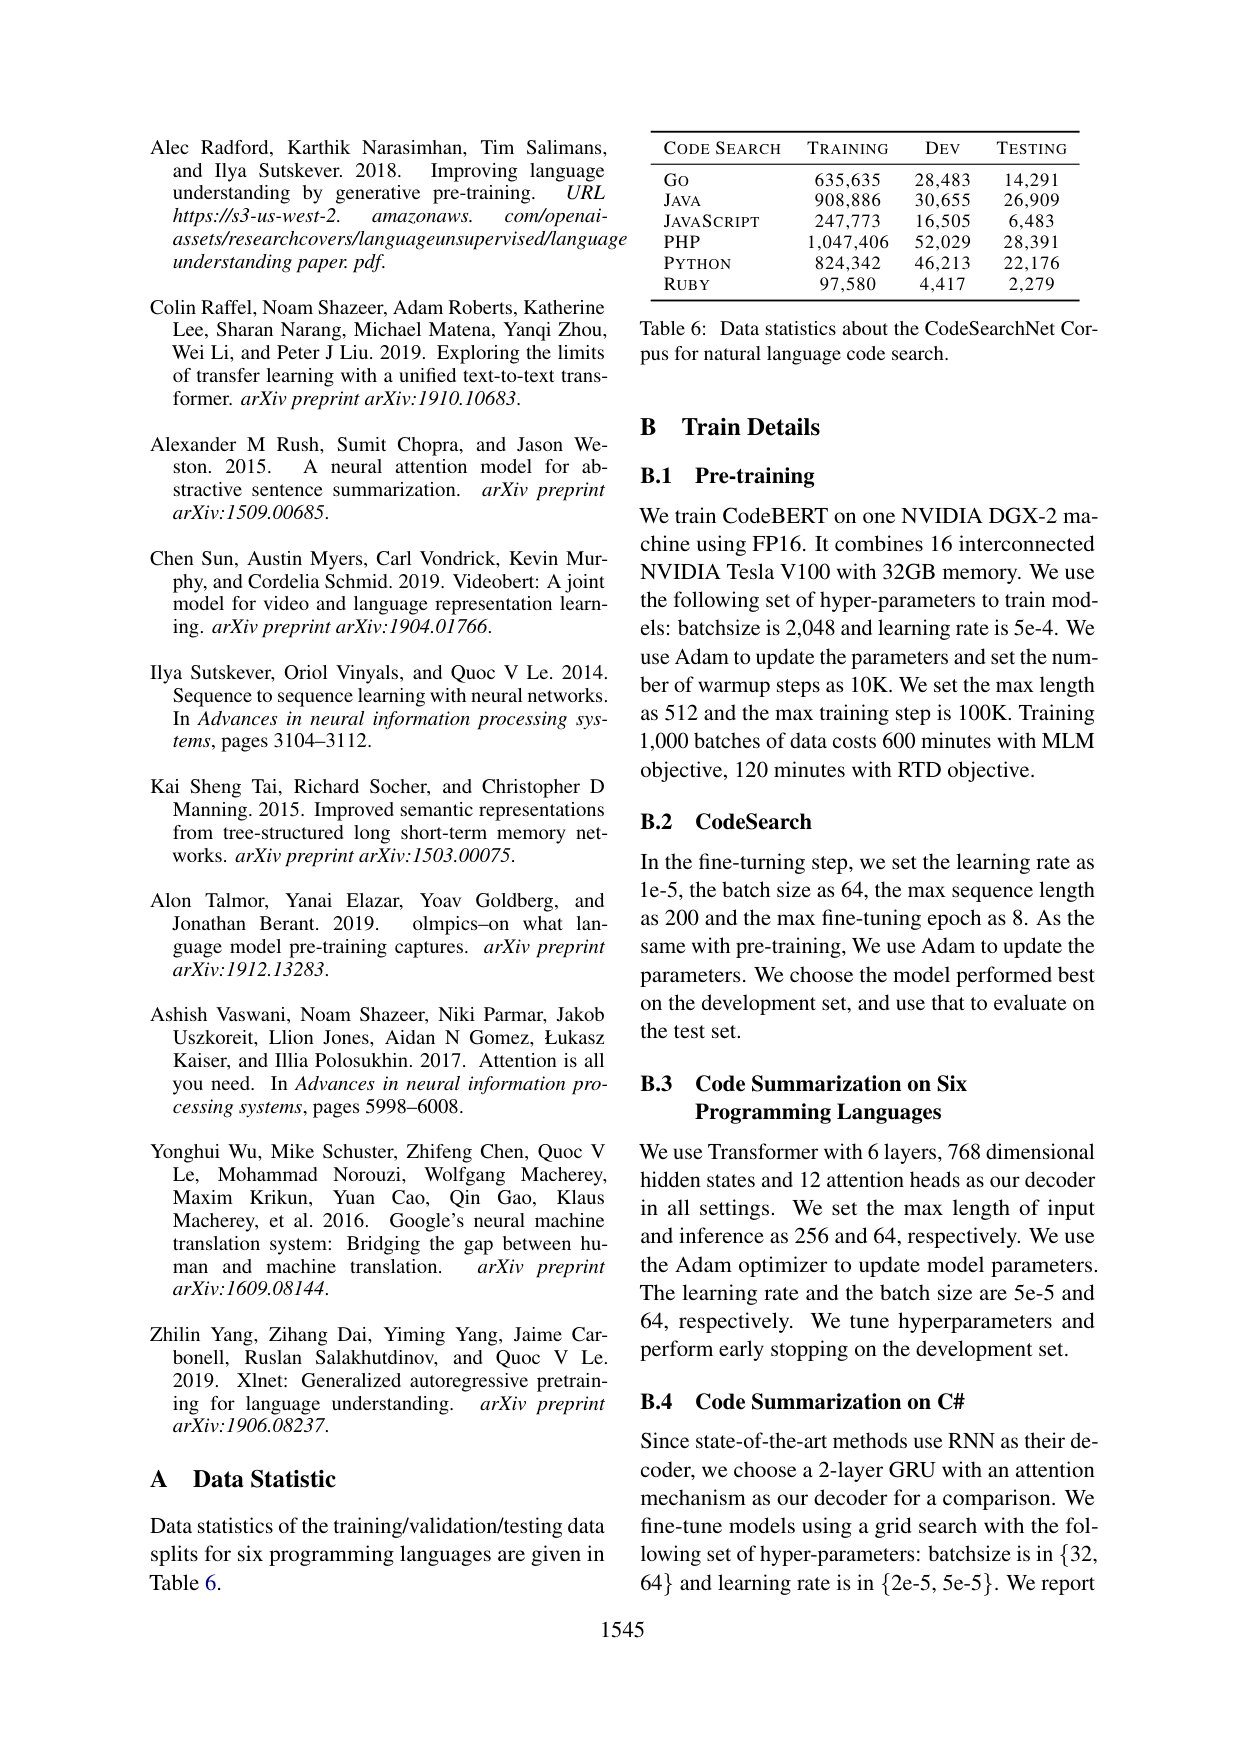 Alec Radford, Karthik Narasimhan, Tim Salimans,
and Ilya Sutskever. 2018. Improving language
understanding by generative pre-training. URL
https://s3-us-west-2. amazonaws. com/openai-
assets/researchcovers/languageunsupervised/language
understanding paper. pdf.
Colin Raffel, Noam Shazeer, Adam Roberts, Katherine
Lee, Sharan Narang, Michael Matena, Yanqi Zhou,
Wei Li, and Peter J Liu. 2019. Exploring the limits
of transfer learning with a unified text-to-text trans-
former. arXiv preprint arXiv:1910.10683.
Alexander M Rush, Sumit Chopra, and Jason We-
ston. 2015. A neural attention model for ab-
stractive sentence summarization. arXiv preprint
arXiv:1509.00685.
Chen Sun, Austin Myers, Carl Vondrick, Kevin Mur-
phy, and Cordelia Schmid. 2019. Videobert: A joint
model for video and language representation learn-
ing. arXiv preprint arXiv:1904.01766.
Ilya Sutskever, Oriol Vinyals, and Quoc V Le. 2014.
Sequence to sequence learning with neural networks.
In Advances in neural information processing sys-
tems, pages 3104–3112.
Kai Sheng Tai, Richard Socher, and Christopher D
Manning. 2015. Improved semantic representations
from tree-structured long short-term memory net-
works. arXiv preprint arXiv:1503.00075.
Alon Talmor, Yanai Elazar, Yoav Goldberg, and
Jonathan Berant. 2019. olmpics–on what lan-
guage model pre-training captures. arXiv preprint
arXiv:1912.13283.
Ashish Vaswani, Noam Shazeer, Niki Parmar, Jakob
Uszkoreit, Llion Jones, Aidan N Gomez, Łukasz
Kaiser, and Illia Polosukhin. 2017. Attention is all
you need. In Advances in neural information pro-
cessing systems, pages 5998–6008.
Yonghui Wu, Mike Schuster, Zhifeng Chen, Quoc V
Le, Mohammad Norouzi, Wolfgang Macherey,
Maxim Krikun, Yuan Cao, Qin Gao, Klaus
Macherey, et al. 2016. Google's neural machine
translation system: Bridging the gap between hu-
man and machine translation. arXiv preprint
arXiv:1609.08144.
Zhilin Yang, Zihang Dai, Yiming Yang, Jaime Car-
bonell, Ruslan Salakhutdinov, and Quoc V Le.
2019. Xlnet: Generalized autoregressive pretrain-
ing for language understanding. arXiv preprint
arXiv:1906.08237.
A Data Statistic
Data statistics of the training/validation/testing data
splits for six programming languages are given in
Table 6.
CODE SEARCH TRAINING DEV TESTING
GO 635,635 28,483 14,291
JAVA 908,886 30,655 26,909
JAVASCRIPT 247,773 16,505 6,483
PHP 1,047,406 52,029 28,391
PYTHON 824,342 46,213 22,176
RUBY 97,580 4,417 2,279
Table 6: Data statistics about the CodeSearchNet Cor-
pus for natural language code search.
B Train Details
B.1 Pre-training
We train CodeBERT on one NVIDIA DGX-2 ma-
chine using FP16. It combines 16 interconnected
NVIDIA Tesla V100 with 32GB memory. We use
the following set of hyper-parameters to train mod-
els: batchsize is 2,048 and learning rate is 5e-4. We
use Adam to update the parameters and set the num-
ber of warmup steps as 10K. We set the max length
as 512 and the max training step is 100K. Training
1,000 batches of data costs 600 minutes with MLM
objective, 120 minutes with RTD objective.
B.2 CodeSearch
In the fine-turning step, we set the learning rate as
1e-5, the batch size as 64, the max sequence length
as 200 and the max fine-tuning epoch as 8. As the
same with pre-training, We use Adam to update the
parameters. We choose the model performed best
on the development set, and use that to evaluate on
the test set.
B.3 Code Summarization on Six
Programming Languages
We use Transformer with 6 layers, 768 dimensional
hidden states and 12 attention heads as our decoder
in all settings. We set the max length of input
and inference as 256 and 64, respectively. We use
the Adam optimizer to update model parameters.
The learning rate and the batch size are 5e-5 and
64, respectively. We tune hyperparameters and
perform early stopping on the development set.
B.4 Code Summarization on C#
Since state-of-the-art methods use RNN as their de-
coder, we choose a 2-layer GRU with an attention
mechanism as our decoder for a comparison. We
fine-tune models using a grid search with the fol-
lowing set of hyper-parameters: batchsize is in {32,
64} and learning rate is in {2e-5, 5e-5}. We report
1545